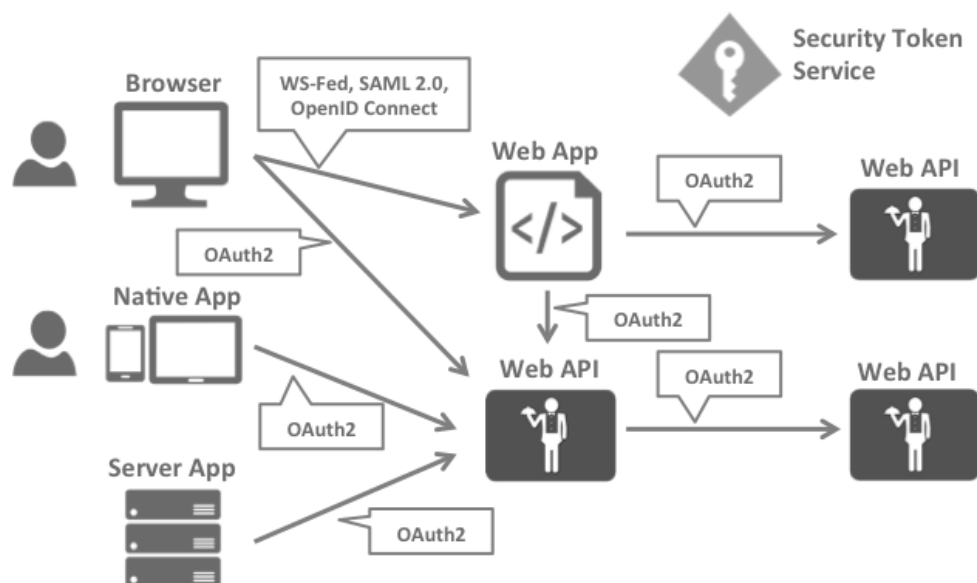 Security Token
Service
Browser
WS-Fed, SAML 2.0,
OpenID Connect
Web App
OAuth2
Web API
</>
OAuth2
Native App
OAuth2
Web API
OAuth2
Web API
OAuth2
Server App
OAuth2